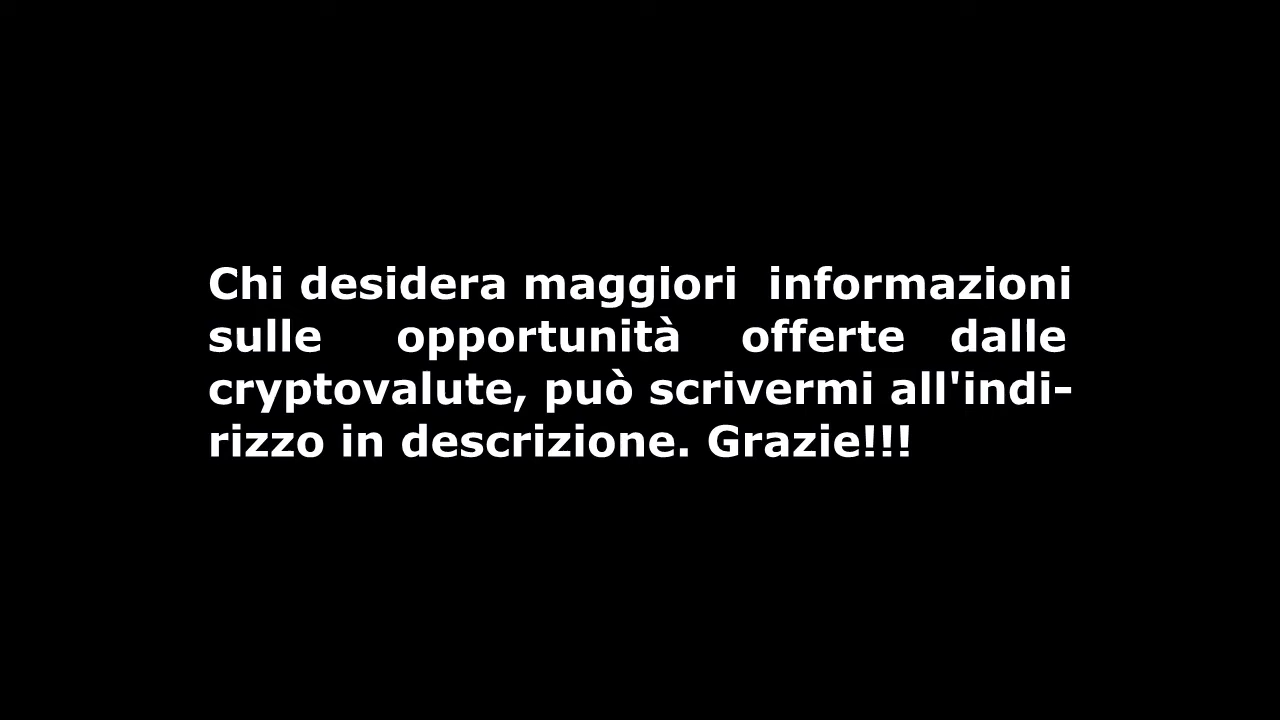 Chi desidera maggiori informazioni
sulle opportunità offerte dalle
cryptovalute, può scrivermi all'indi-
rizzo in descrizione. Grazie!!!